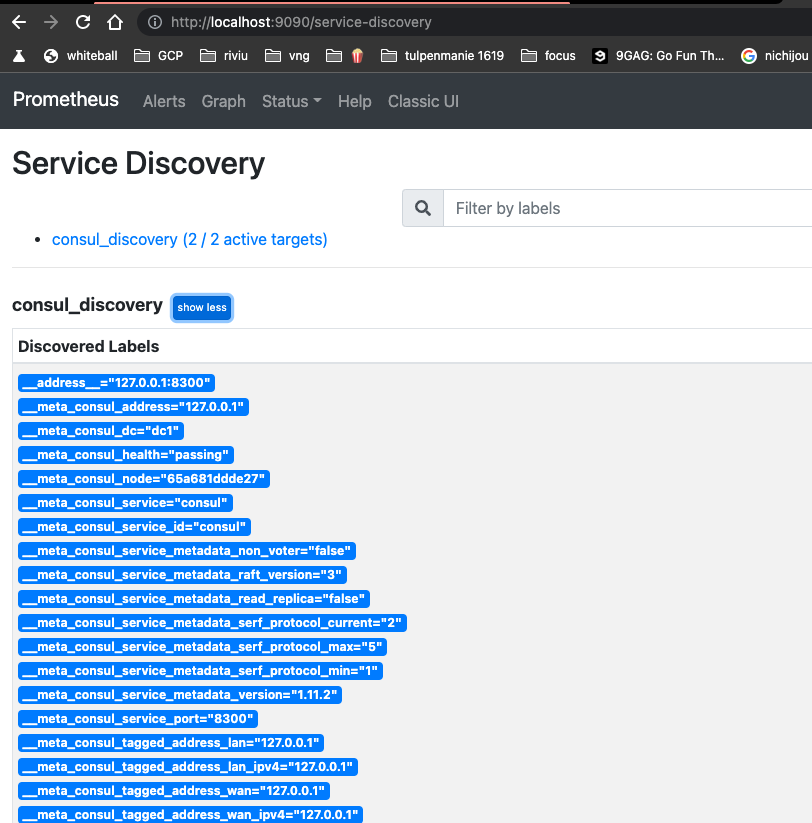 http://localhost:9090/service-discovery
whiteball GCP riviu vng tulpenmanie 1619 focus 9GAG: Go Fun Th... nichijou
Prometheus Alerts Graph Status Help Classic UI
Service Discovery
Filter by labels
consul_discovery (2 / 2 active targets)
consul_discovery show less
Discovered Labels
__address__="127.0.0.1:8300"
__meta_consul_address="127.0.0.1"
__meta_consul_dc="dc1"
__meta_consul_health="passing"
__meta_consul_node="65a681ddde27"
__meta_consul_service="consul"
__meta_consul_service_id="consul"
__meta_consul_service_metadata_non_voter="false"
__meta_consul_service_metadata_raft_version="3"
__meta_consul_service_metadata_read_replica="false"
__meta_consul_service_metadata_serf_protocol_current="2"
__meta_consul_service_metadata_serf_protocol_max="5"
__meta_consul_service_metadata_serf_protocol_min="1"
__meta_consul_service_metadata_version="1.11.2"
__meta_consul_service_port="8300"
__meta_consul_tagged_address_lan="127.0.0.1"
__meta_consul_tagged_address_lan_ipv4="127.0.0.1"
__meta_consul_tagged_address_wan="127.0.0.1"
__meta_consul_tagged_address_wan_ipv4="127.0.0.1"